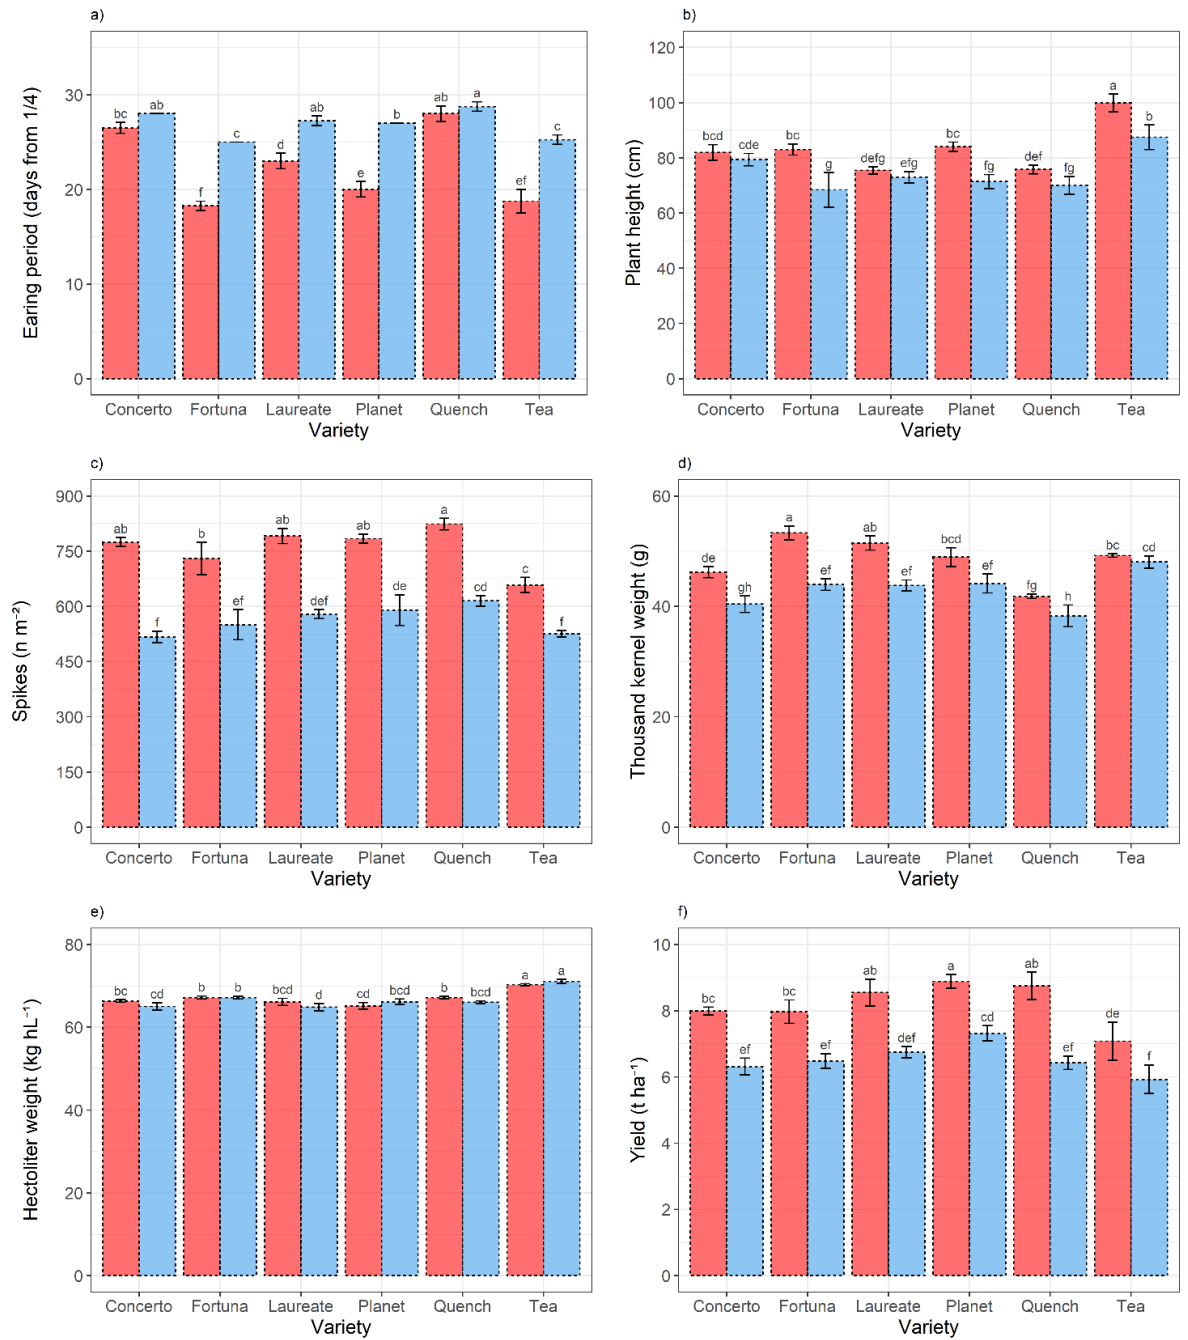 a)
Earing period (days from 1/4)
30
20
10
0
bc ab f c d ab e b a ef c
Concerto Fortuna Laureate Planet Quench Tea
Variety
b)
Plant height (cm)
120
100
80
60
40
20
0
bcd cde bc g defg efg bc fg def fg a b
Concerto Fortuna Laureate Planet Quench Tea
Variety
c)
Spikes (n m⁻²)
900
750
600
450
300
150
0
ab f b ef ab def ab de a cd c f
Concerto Fortuna Laureate Planet Quench Tea
Variety
d)
Thousand kernel weight (g)
60
40
20
0
de gh a ef ab ef bcd ef fg h bc cd
Concerto Fortuna Laureate Planet Quench Tea
Variety
e)
Hectoliter weight (kg hL⁻¹)
80
60
40
20
0
bc cd b b bcd d cd bcd b bcd a a
Concerto Fortuna Laureate Planet Quench Tea
Variety
f)
Yield (t ha⁻¹)
10
8
6
4
2
0
bc ef bc ef ab def a cd ab ef de f
Concerto Fortuna Laureate Planet Quench Tea
Variety